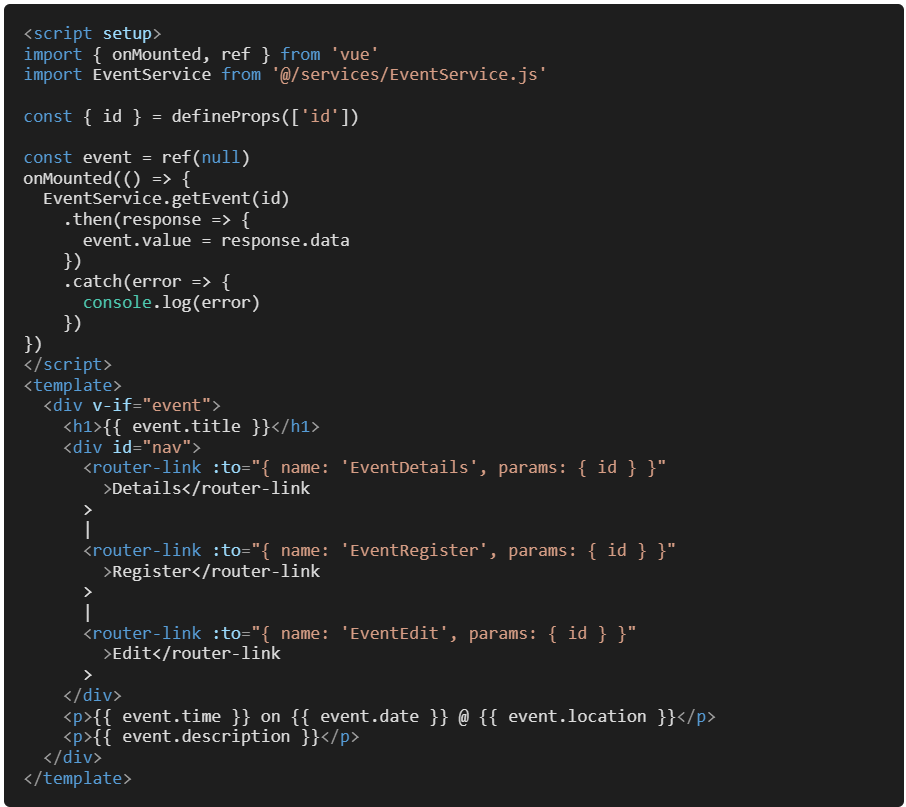 <script setup>
import { onMounted, ref } from 'vue'
import EventService from '@/services/EventService.js'

const { id } = defineProps(['id'])

const event = ref(null)
onMounted(() => {
  EventService.getEvent(id)
    .then(response => {
      event.value = response.data
    })
    .catch(error => {
      console.log(error)
    })
})
</script>
<template>
  <div v-if="event">
    <h1>{{ event.title }}</h1>
    <div id="nav">
      <router-link :to="{ name: 'EventDetails', params: { id } }"
        >Details</router-link
      >
      |
      <router-link :to="{ name: 'EventRegister', params: { id } }"
        >Register</router-link
      >
      |
      <router-link :to="{ name: 'EventEdit', params: { id } }"
        >Edit</router-link
      >
    </div>
    <p>{{ event.time }} on {{ event.date }} @ {{ event.location }}</p>
    <p>{{ event.description }}</p>
  </div>
</template>